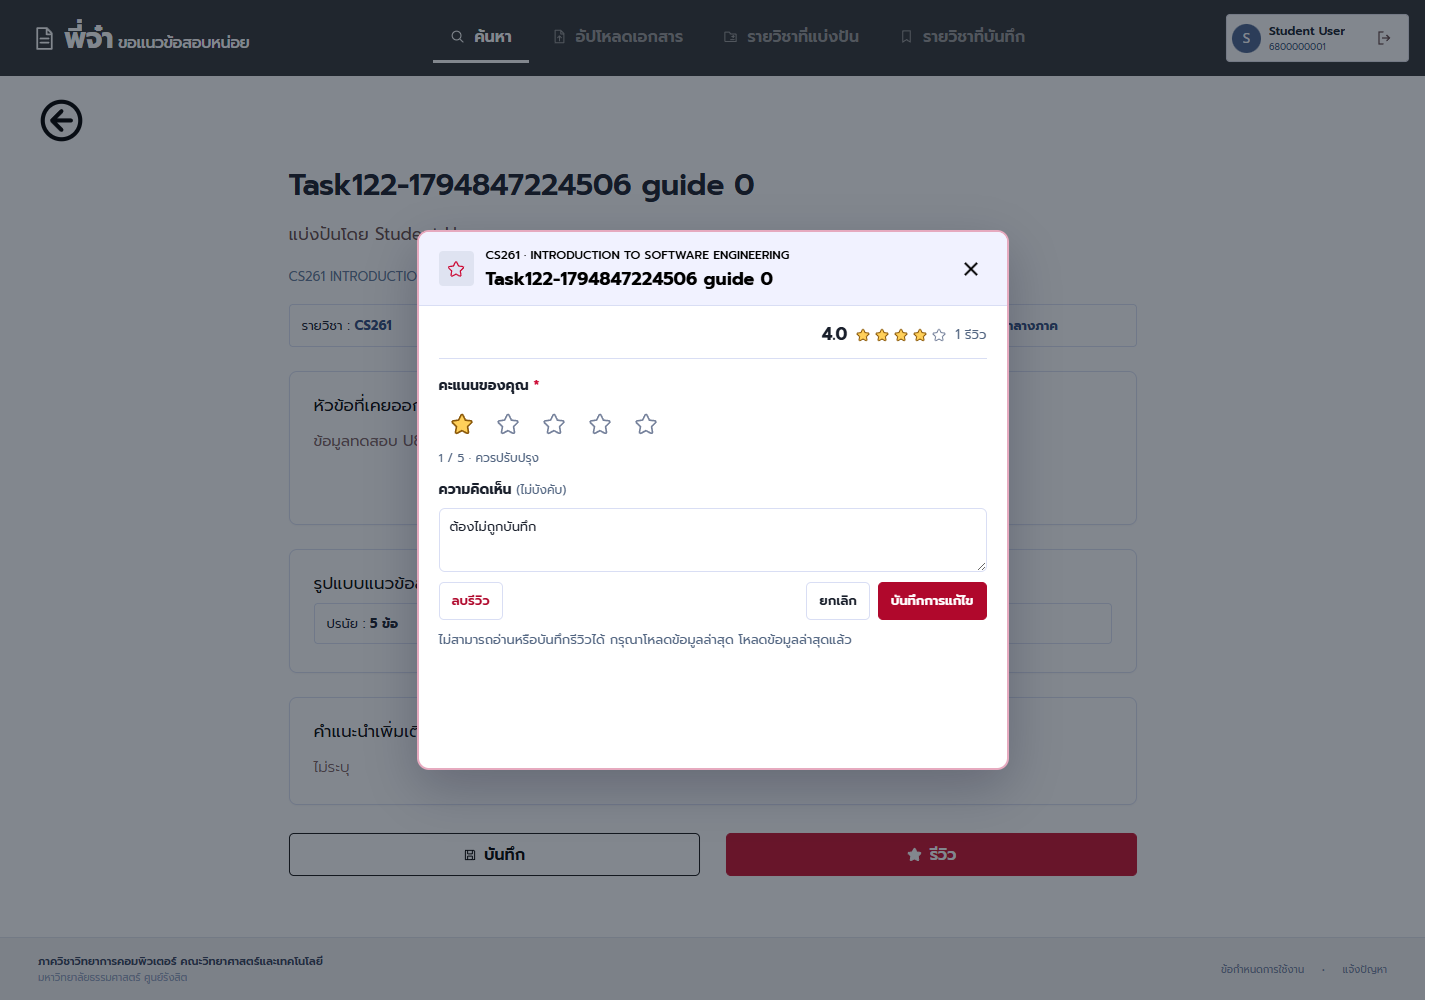 พี่จำ ขอแนวข้อสอบหน่อย
ค้นหา
อัปโหลดเอกสาร
รายวิชาที่แบ่งปัน
รายวิชาที่บันทึก
S
Student User
6800000001
Task122-1794847224506 guide 0
แบ่งปันโดย
CS261 INTRODUCTIO
รายวิชา : CS261
กลางภาค
หัวข้อที่เคยออก
ข้อมูลทดสอบ
รูปแบบแนวข้อ
ปรนัย : 5 ข้อ
คำแนะนำเพิ่มเติ
ไม่ระบุ
CS261 · INTRODUCTION TO SOFTWARE ENGINEERING
Task122-1794847224506 guide 0
4.0
1 รีวิว
คะแนนของคุณ *
1 / 5 · ควรปรับปรุง
ความคิดเห็น (ไม่บังคับ)
ต้องไม่ถูกบันทึก
ลบรีวิว
ยกเลิก
บันทึกการแก้ไข
ไม่สามารถอ่านหรือบันทึกรีวิวได้ กรุณาโหลดข้อมูลล่าสุด โหลดข้อมูลล่าสุดแล้ว
บันทึก
รีวิว
ภาควิชาวิทยาการคอมพิวเตอร์ คณะวิทยาศาสตร์และเทคโนโลยี
มหาวิทยาลัยธรรมศาสตร์ ศูนย์รังสิต
ข้อกำหนดการใช้งาน · แจ้งปัญหา